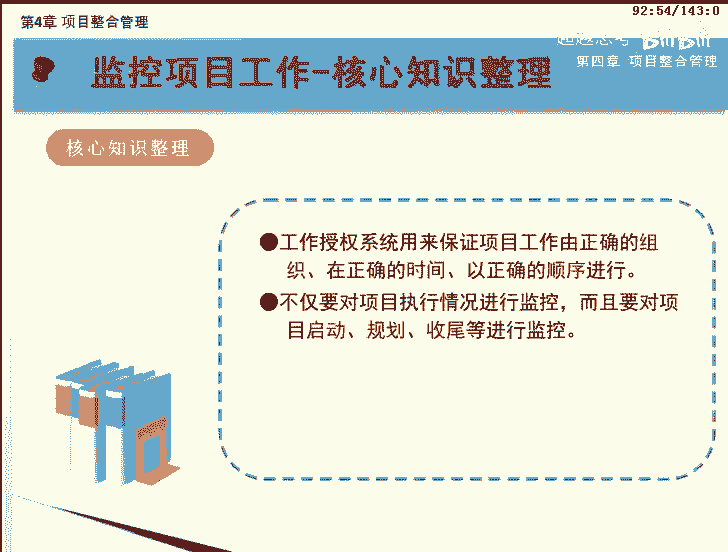 第4章 项目整合管理
92:54/143:0
bilibili
第四章 项目整合管理
监控项目工作-核心知识整理
核心知识整理
●工作授权系统用来保证项目工作由正确的组
织、在正确的时间、以正确的顺序进行。
●不仅要对项目执行情况进行监控，而且要对项
目启动、规划、收尾等进行监控。